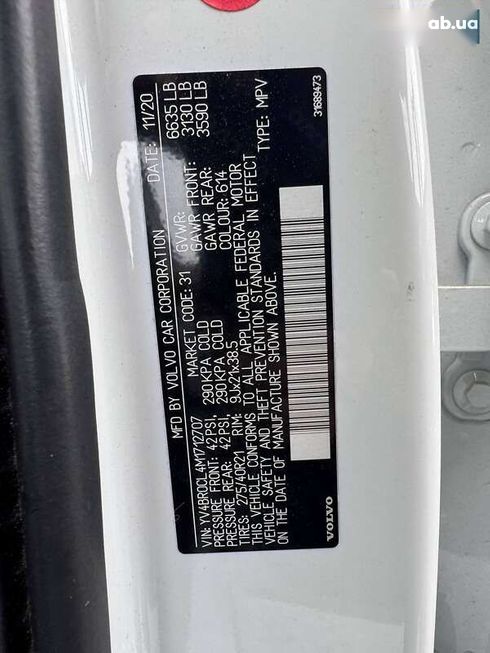 ab.ua
MFD BY VOLVO CAR CORPORATION DATE: 11/20
GVWR: 6635 LB
VIN: YV4BR0CL4M1712707 MARKET CODE: 31 GAWR FRONT: 3130 LB
PRESSURE FRONT: 42PSI, 290KPA COLD GAWR REAR: 3590 LB
PRESSURE REAR: 42PSI, 290KPA COLD COLOUR: 614
TIRES: 275/40R21 RIM: 9Jx21x38.5 TYPE: MPV
THIS VEHICLE CONFORMS TO ALL APPLICABLE FEDERAL MOTOR
VEHICLE SAFETY AND THEFT PREVENTION STANDARDS IN EFFECT
ON THE DATE OF MANUFACTURE SHOWN ABOVE.
VOLVO 31689473